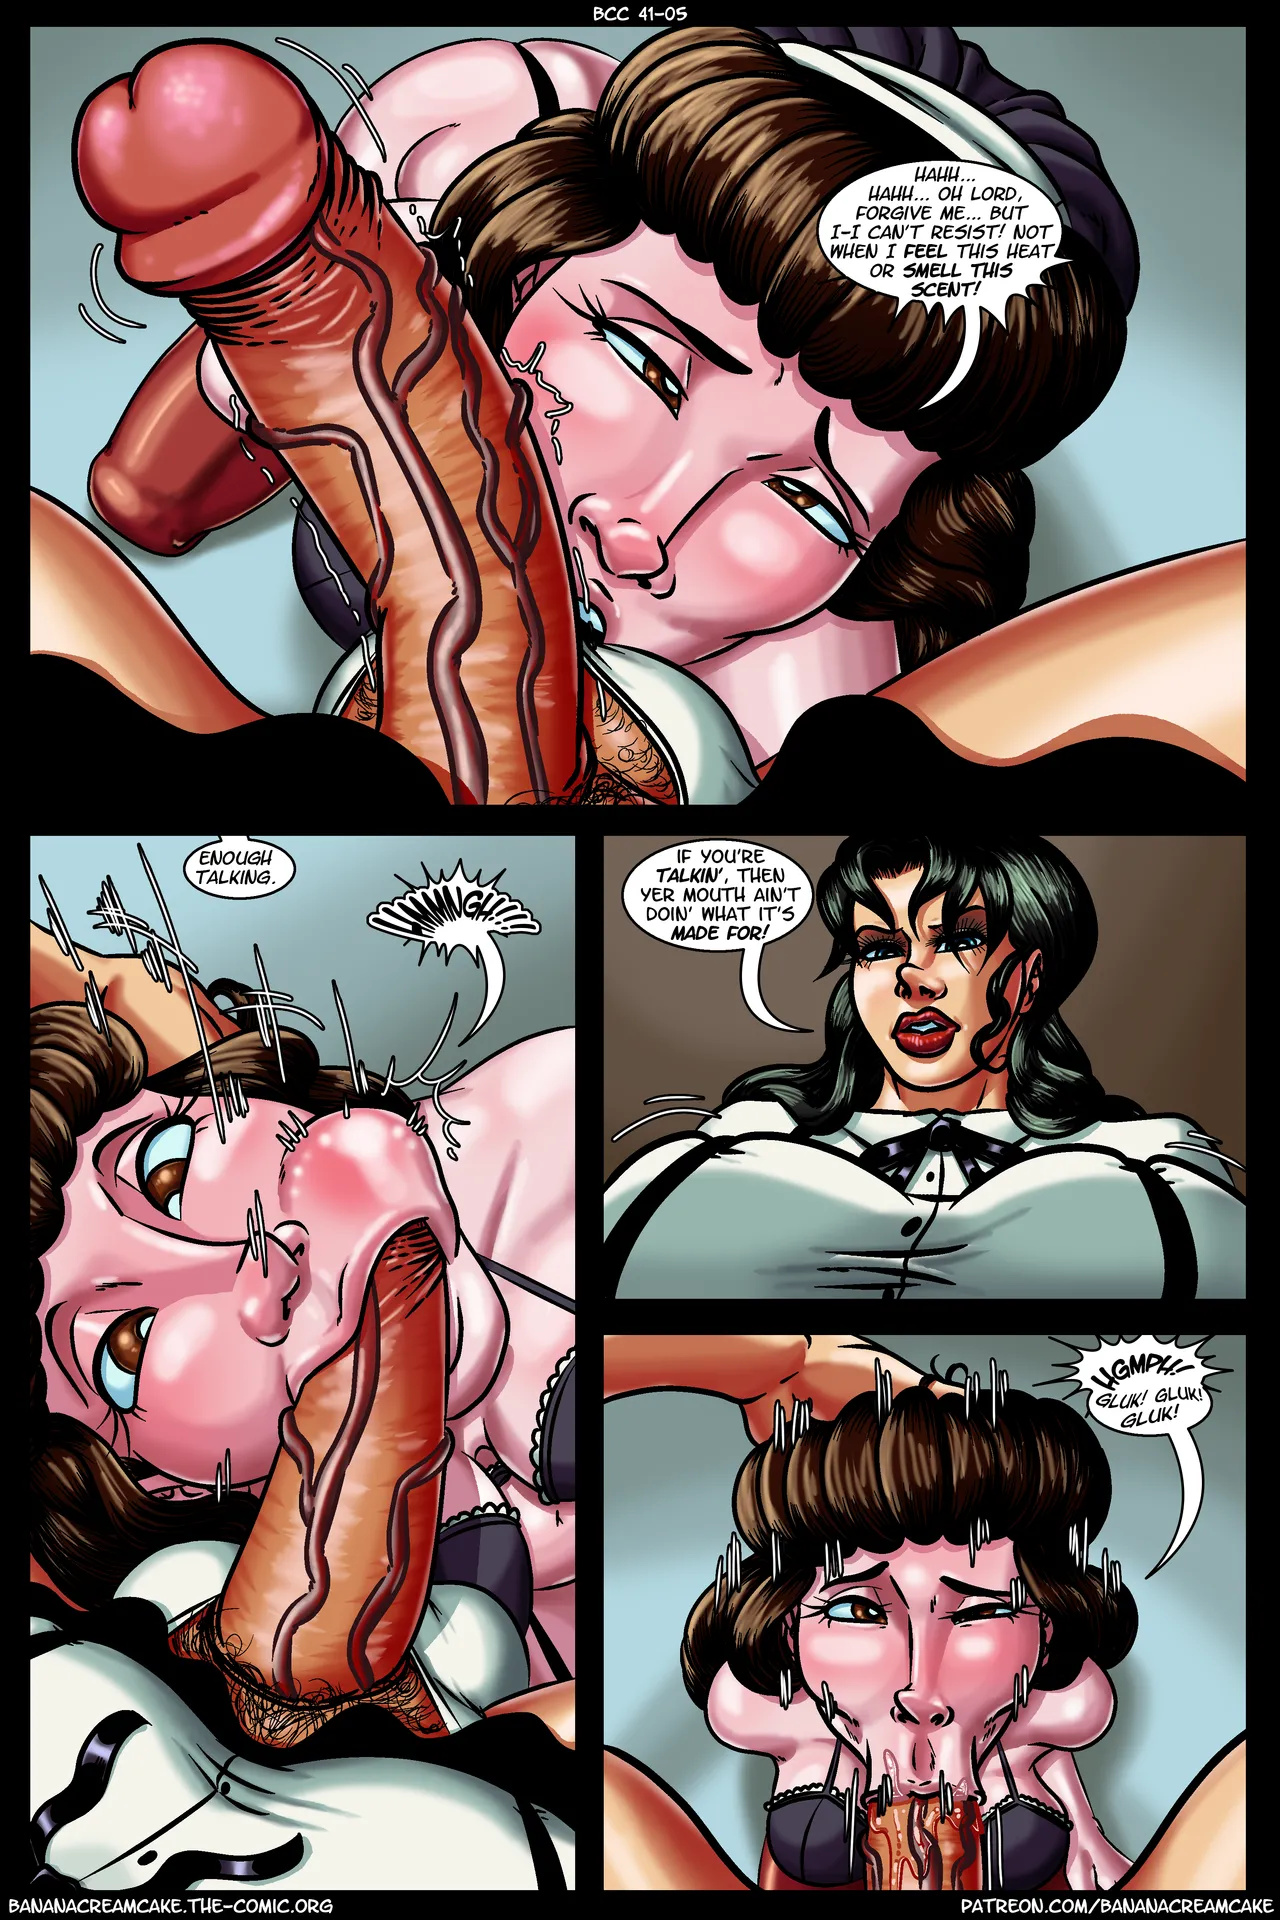 BCC 41-05
HAHH...
HAHH... OH LORD,
FORGIVE ME... BUT
I-I CAN'T RESIST! NOT
WHEN I FEEL THIS HEAT
OR SMELL THIS
SCENT!
ENOUGH
TALKING.
UMMMGH!!!
IF YOU'RE
TALKIN', THEN
YER MOUTH AIN'T
DOIN' WHAT IT'S
MADE FOR!
HGMPH!
GLUK! GLUK!
GLUK!
BANANACREAMCAKE.THE-COMIC.ORG
PATREON.COM/BANANACREAMCAKE